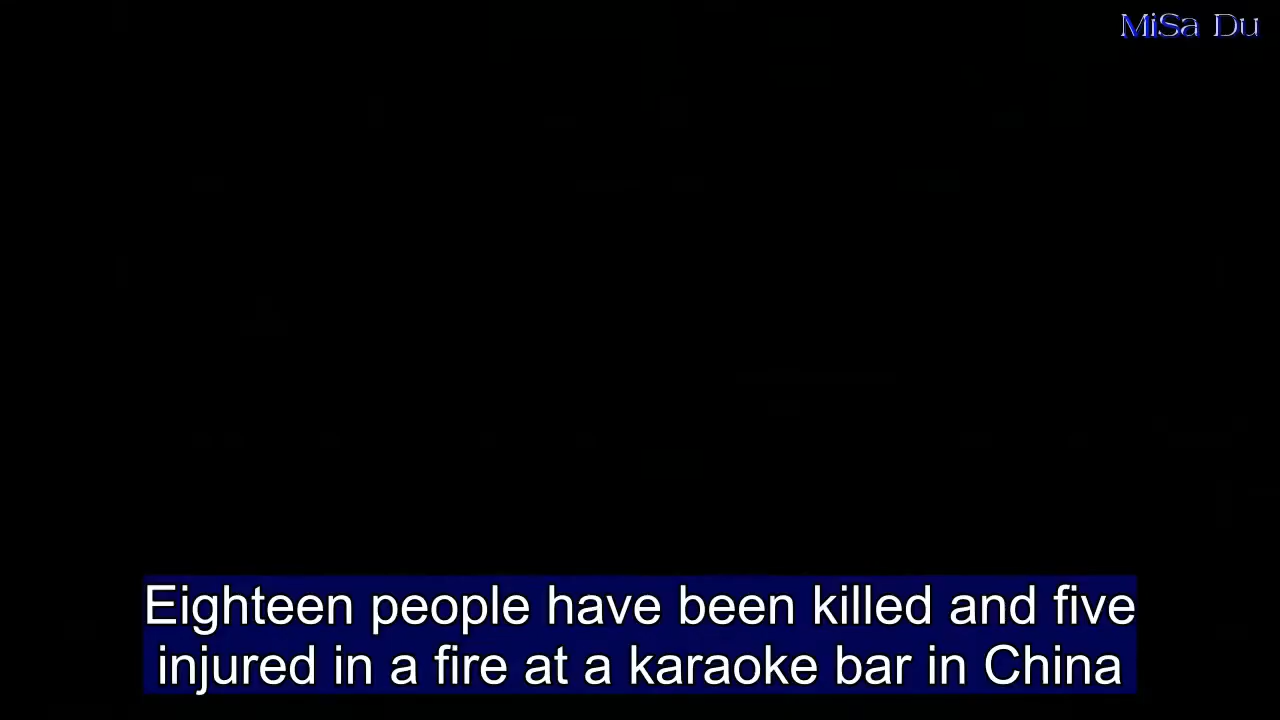 MiSa Du
Eighteen people have been killed and five
injured in a fire at a karaoke bar in China